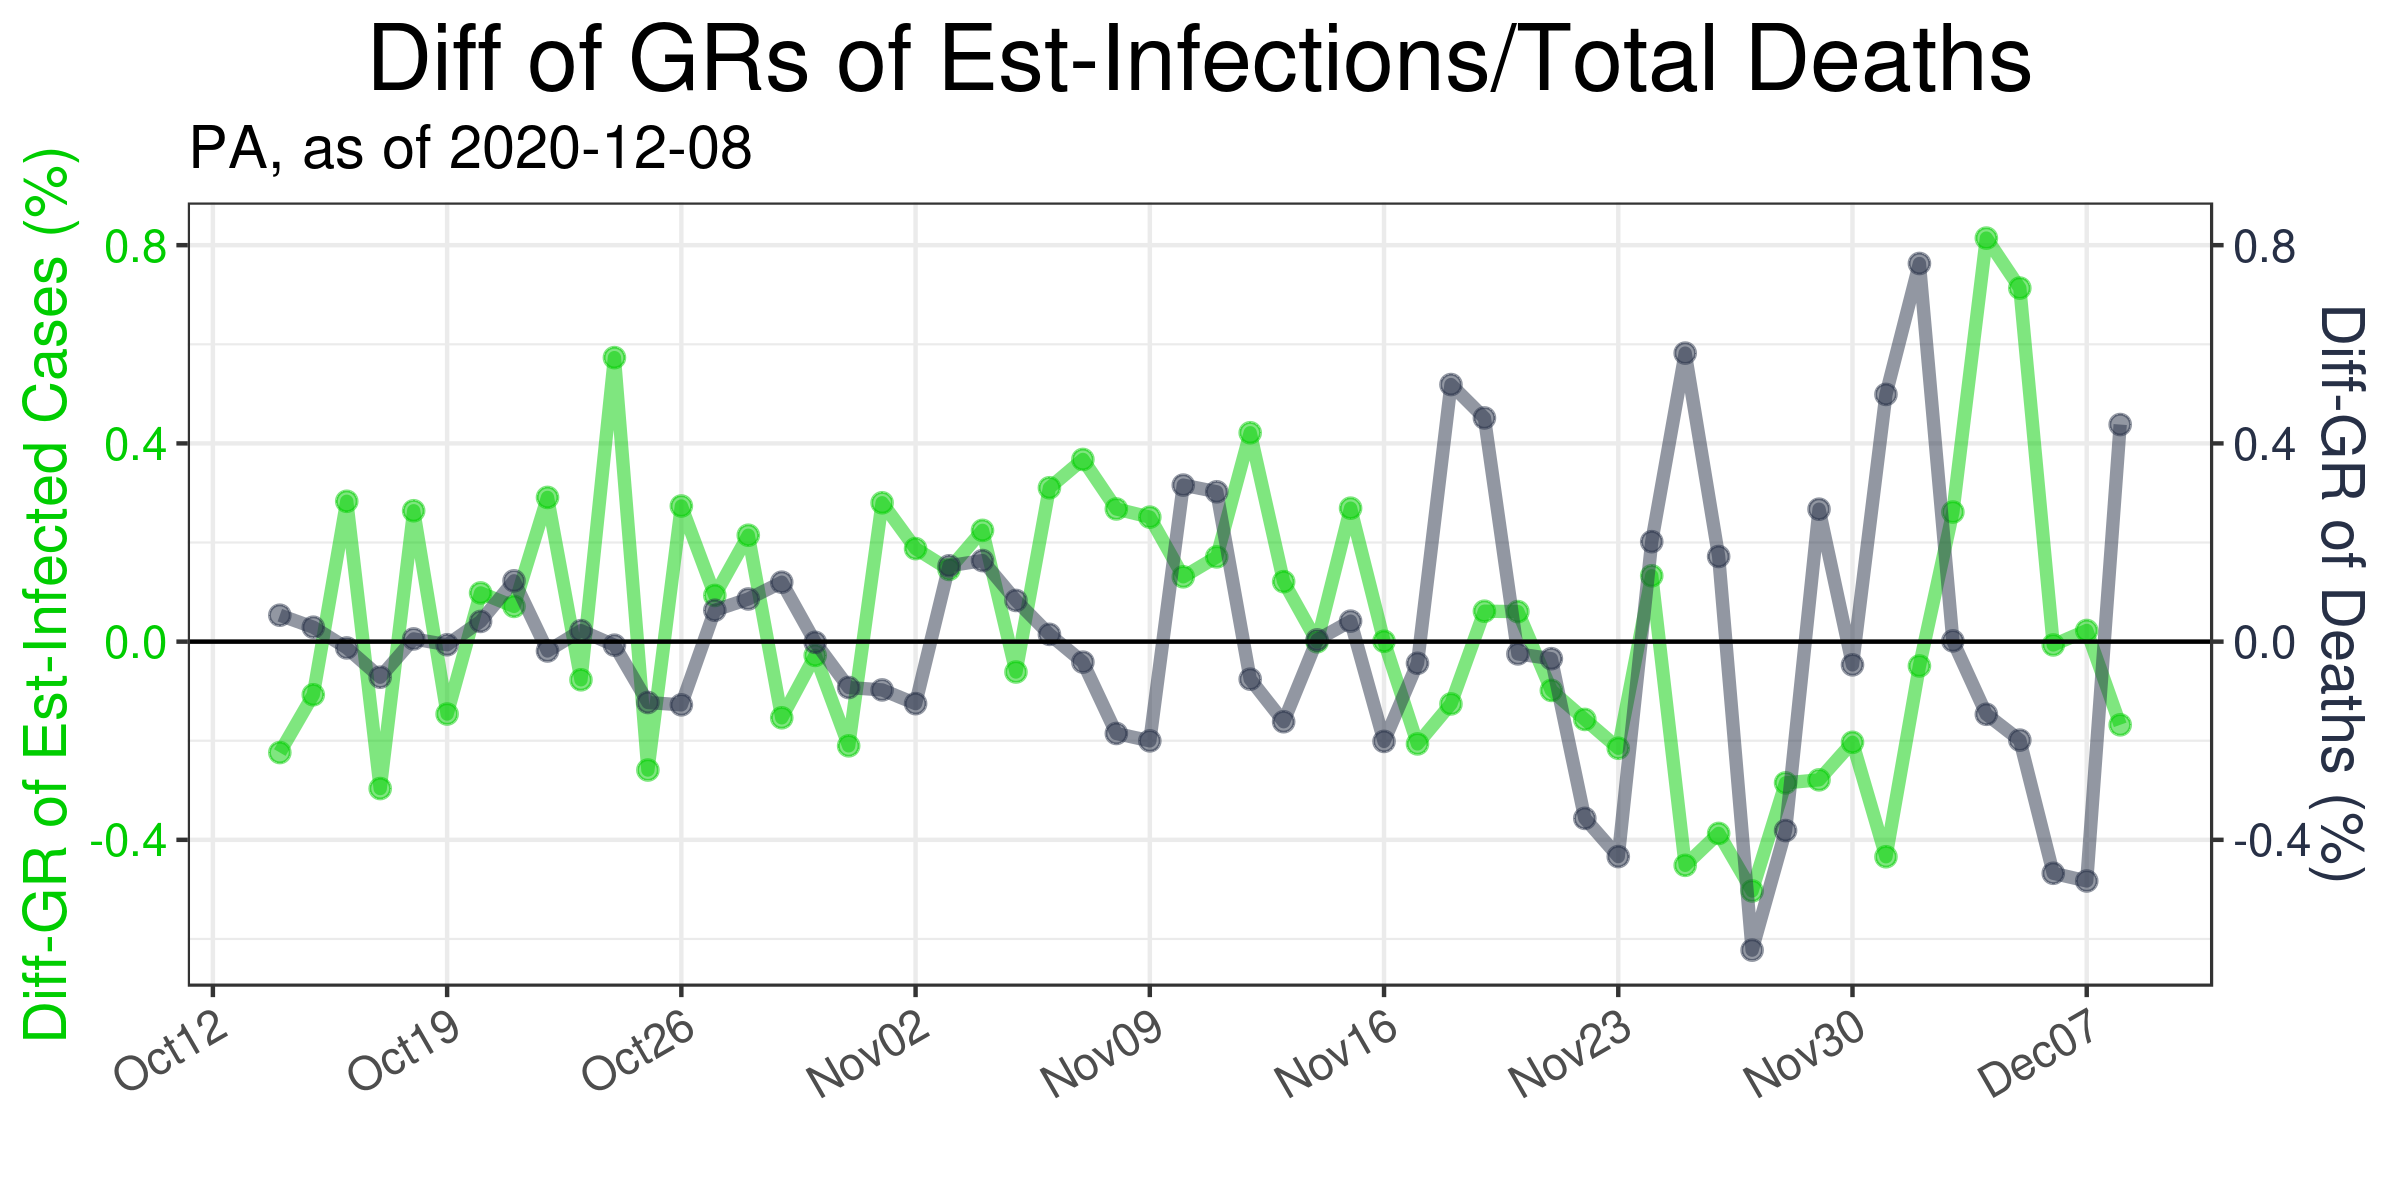 Diff of GRs of Est-Infections/Total Deaths
PA, as of 2020-12-08
Diff-GR of Est-Infected Cases (%)
0.8
0.4
0.0
-0.4
0.8
0.4
0.0
-0.4
Diff-GR of Deaths (%)
Oct12
Oct19
Oct26
Nov02
Nov09
Nov16
Nov23
Nov30
Dec07